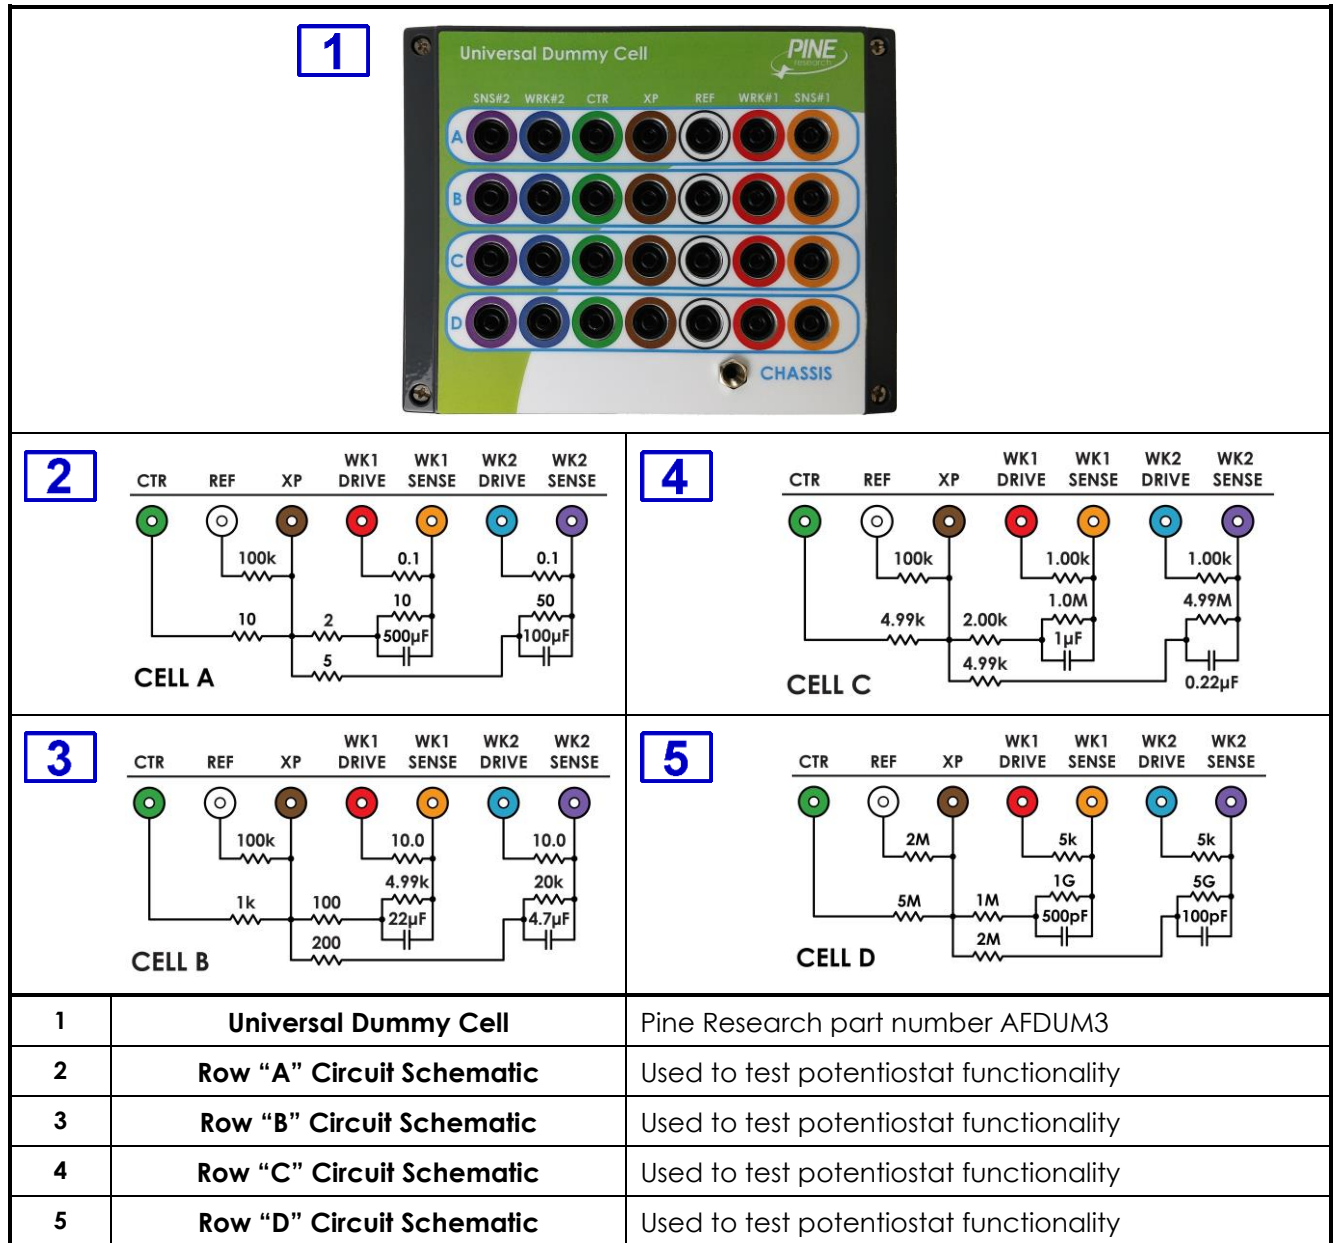 1
Universal Dummy Cell
PINE
research
SNS#2 WRK#2 CTR XP REF WRK#1 SNS#1
A
B
C
D
CHASSIS
2
CTR REF XP WK1 DRIVE WK1 SENSE WK2 DRIVE WK2 SENSE
100k 0.1 0.1
10 50
10 2 500µF 100µF
5
CELL A
4
CTR REF XP WK1 DRIVE WK1 SENSE WK2 DRIVE WK2 SENSE
100k 1.00k 1.00k
1.0M 4.99M
4.99k 2.00k 1µF
4.99k
0.22µF
CELL C
3
CTR REF XP WK1 DRIVE WK1 SENSE WK2 DRIVE WK2 SENSE
100k 10.0 10.0
4.99k 20k
1k 100 22µF 4.7µF
200
CELL B
5
CTR REF XP WK1 DRIVE WK1 SENSE WK2 DRIVE WK2 SENSE
2M 5k 5k
1G 5G
5M 1M 500pF 100pF
2M
CELL D
1 Universal Dummy Cell Pine Research part number AFDUM3
2 Row “A” Circuit Schematic Used to test potentiostat functionality
3 Row “B” Circuit Schematic Used to test potentiostat functionality
4 Row “C” Circuit Schematic Used to test potentiostat functionality
5 Row “D” Circuit Schematic Used to test potentiostat functionality